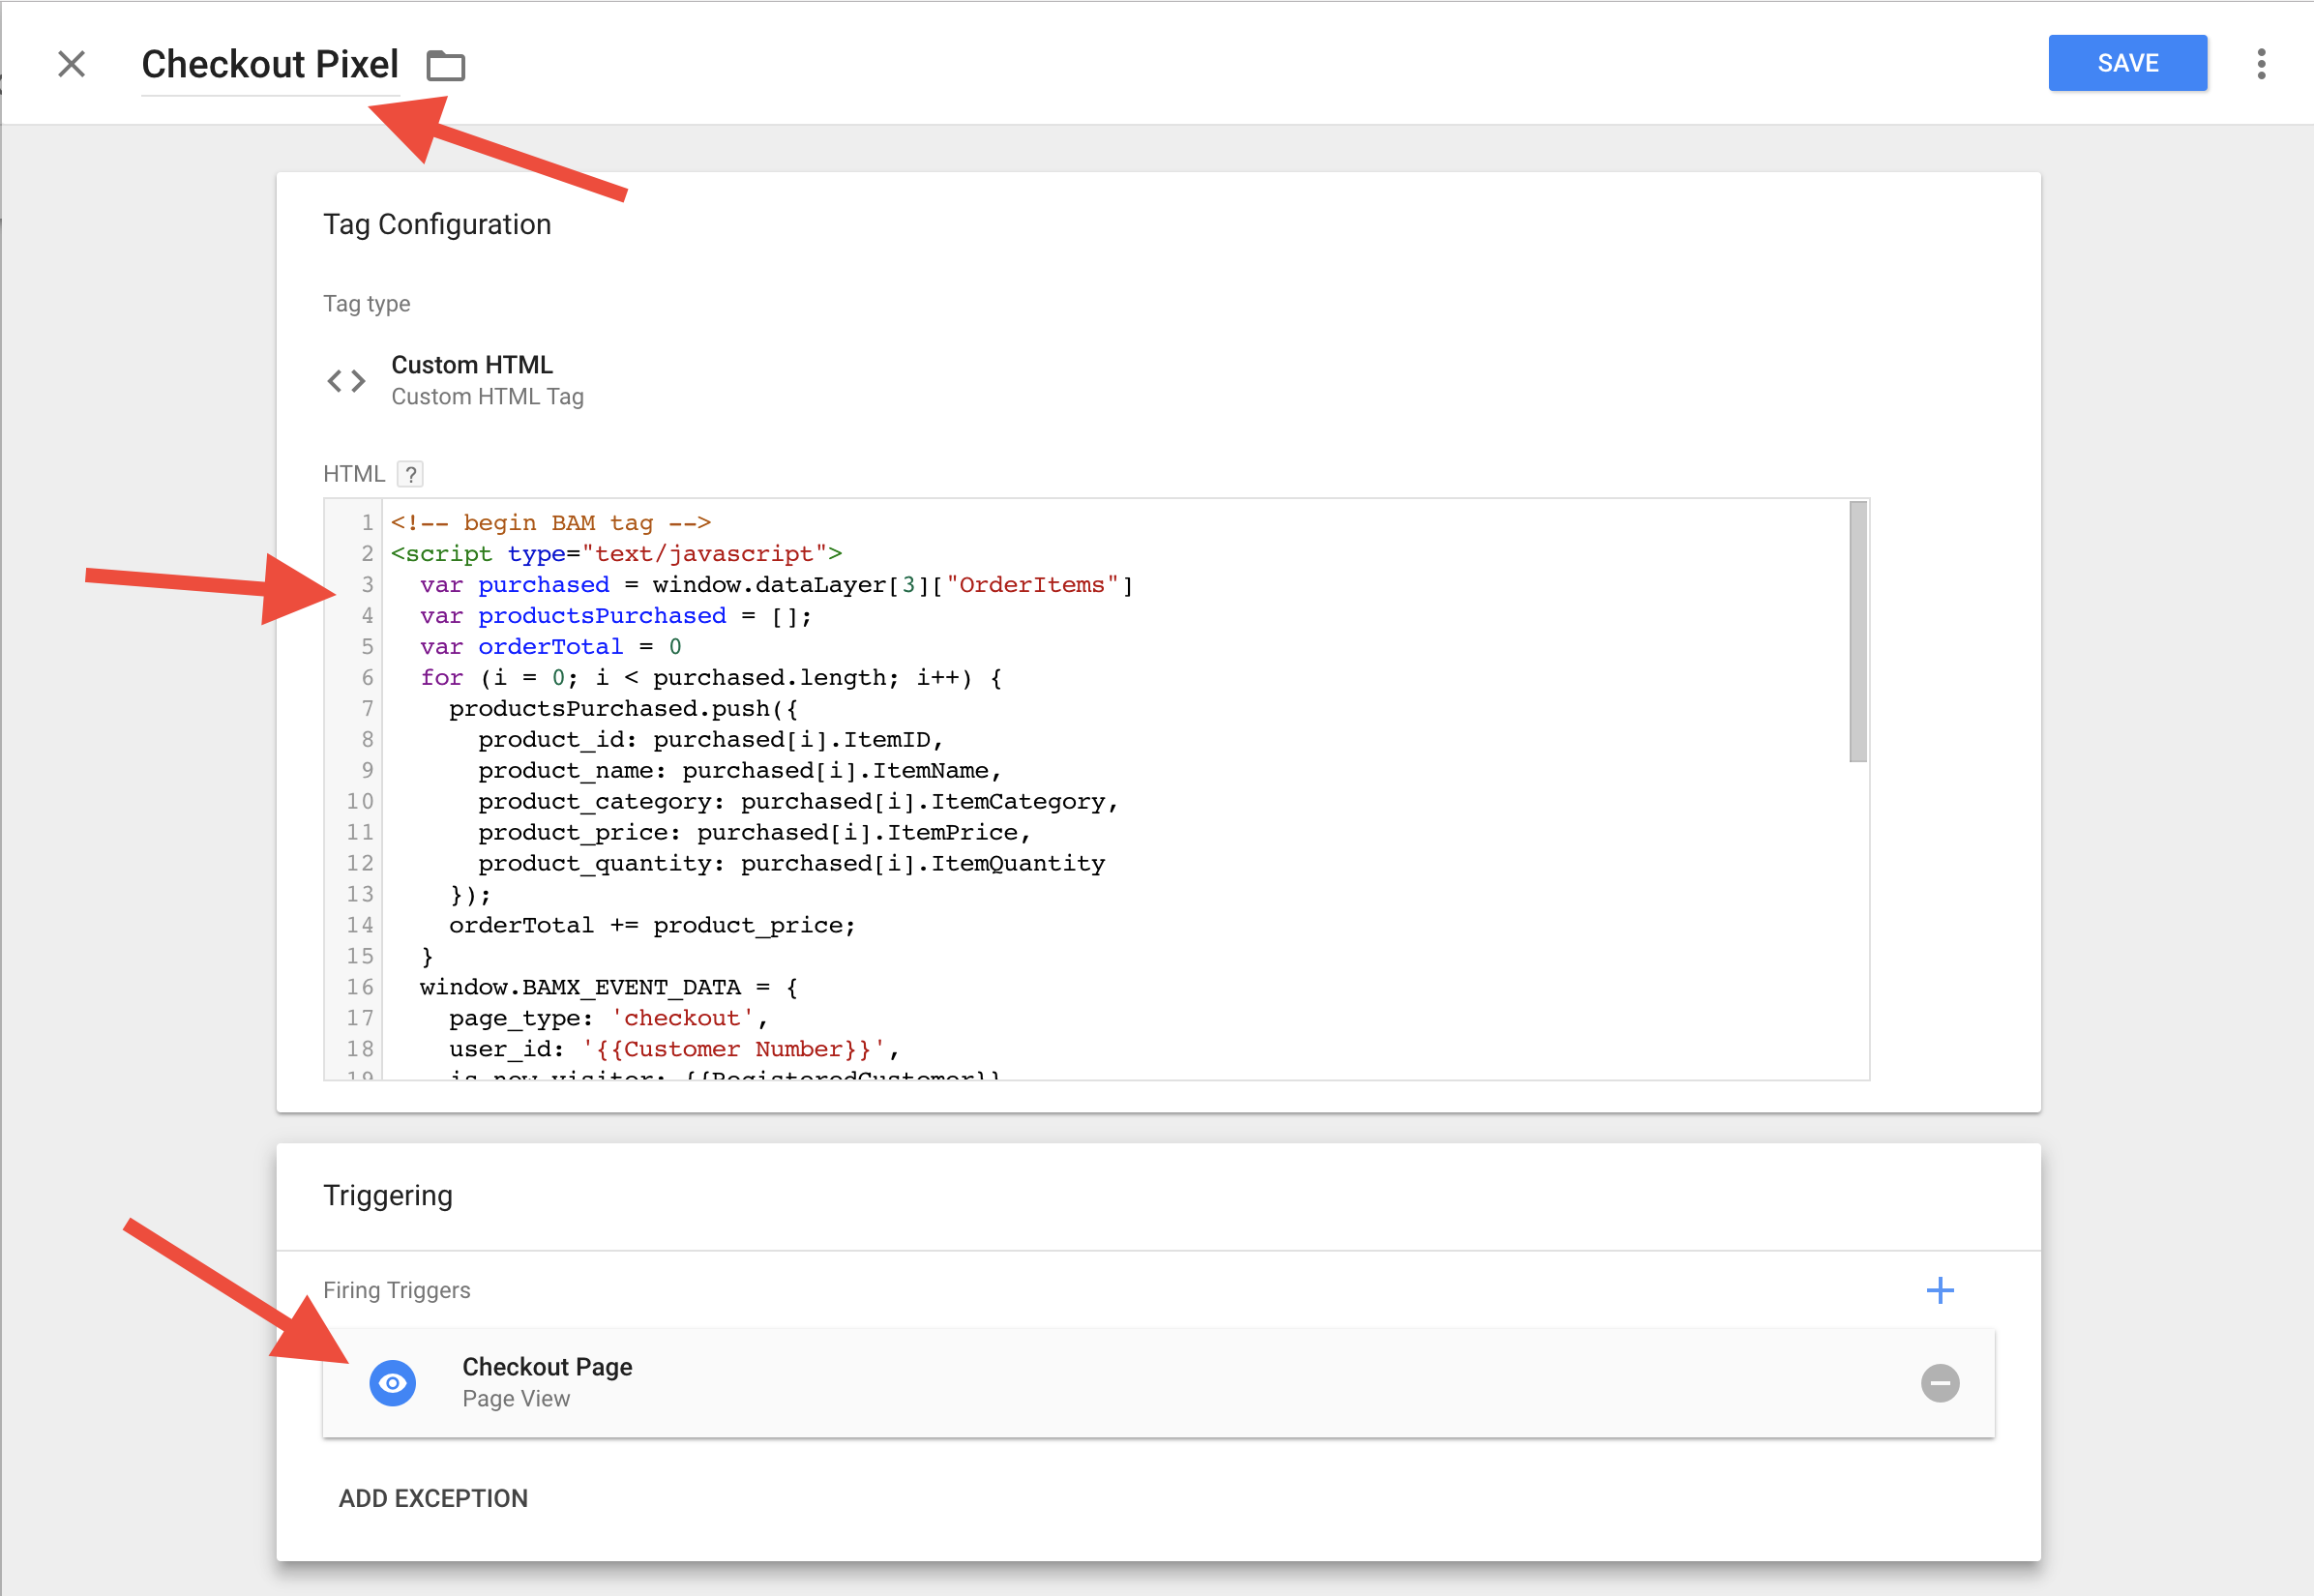 Checkout Pixel
SAVE
Tag Configuration
Tag type
Custom HTML
Custom HTML Tag
HTML ?
1 <!-- begin BAM tag -->
2 <script type="text/javascript">
3   var purchased = window.dataLayer[3]["OrderItems"]
4   var productsPurchased = [];
5   var orderTotal = 0
6   for (i = 0; i < purchased.length; i++) {
7     productsPurchased.push({
8       product_id: purchased[i].ItemID,
9       product_name: purchased[i].ItemName,
10       product_category: purchased[i].ItemCategory,
11       product_price: purchased[i].ItemPrice,
12       product_quantity: purchased[i].ItemQuantity
13     });
14     orderTotal += product_price;
15   }
16   window.BAMX_EVENT_DATA = {
17     page_type: 'checkout',
18     user_id: '{{Customer Number}}',
19     is_new_visitor: {{RegisteredCustomer}}
Triggering
Firing Triggers
Checkout Page
Page View
ADD EXCEPTION